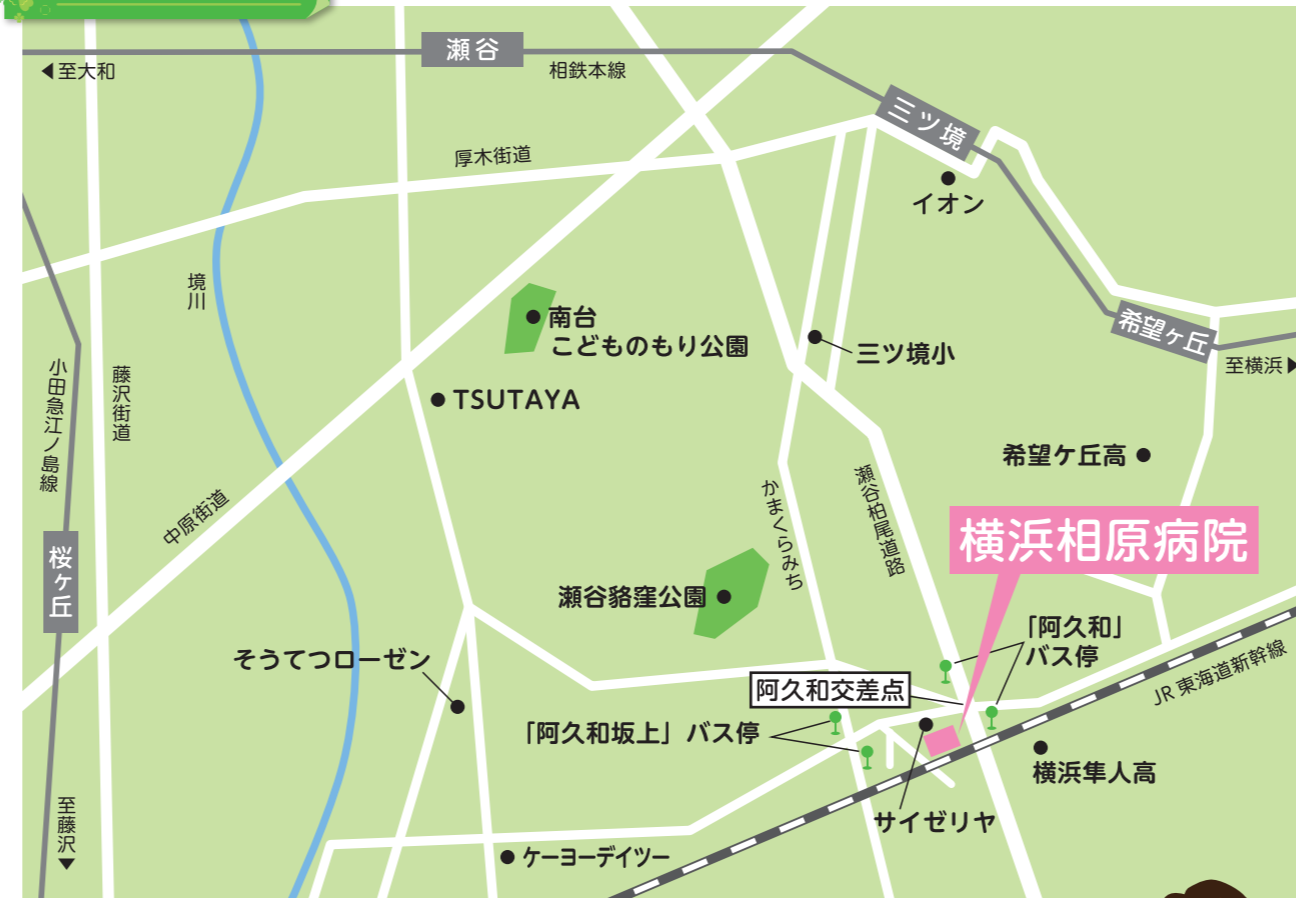 瀬谷
◀至大和
相鉄本線
三ツ境
厚木街道
イオン
境川
南台
こどものもり公園
希望ヶ丘
三ツ境小
至横浜▶
小田急江ノ島線
藤沢街道
TSUTAYA
希望ケ丘高
中原街道
かまくらみち
瀬谷柏尾道路
横浜相原病院
桜ヶ丘
瀬谷貉窪公園
「阿久和」
バス停
そうてつローゼン
阿久和交差点
JR 東海道新幹線
「阿久和坂上」バス停
横浜隼人高
サイゼリヤ
至藤沢▼
ケーヨーデイツー